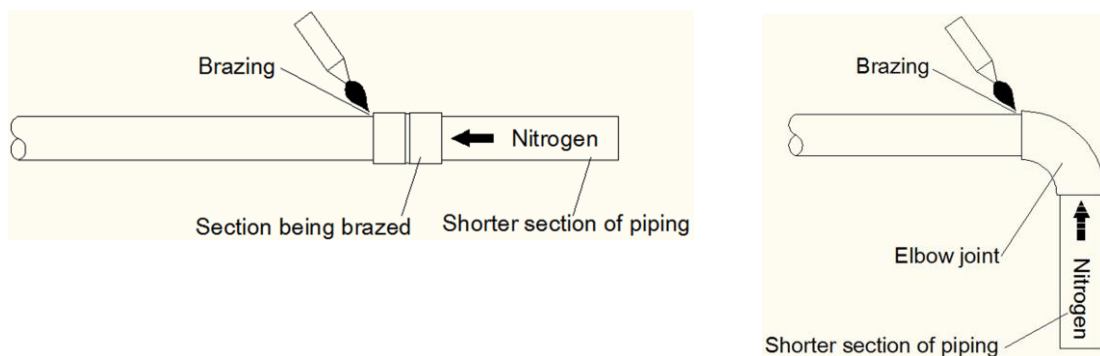 Brazing
Nitrogen
Section being brazed
Shorter section of piping
Brazing
Elbow joint
Nitrogen
Shorter section of piping